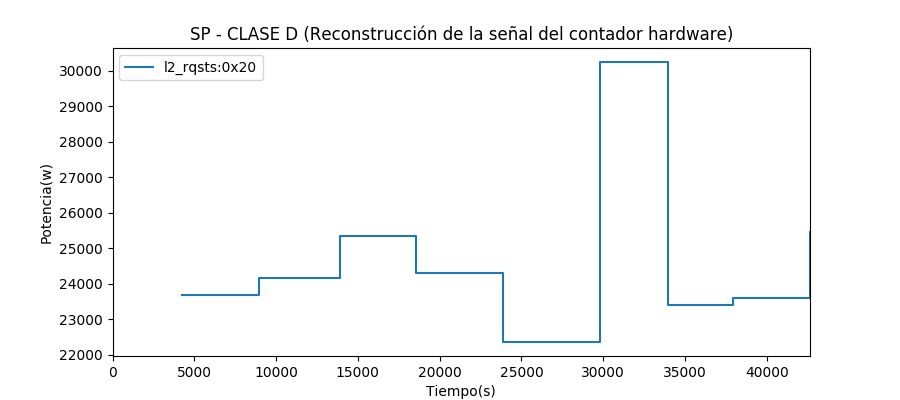 SP - CLASE D (Reconstrucción de la señal del contador hardware)
l2_rqsts:0x20
30000
29000
28000
27000
26000
25000
24000
23000
22000
Potencia(w)
0 5000 10000 15000 20000 25000 30000 35000 40000
Tiempo(s)